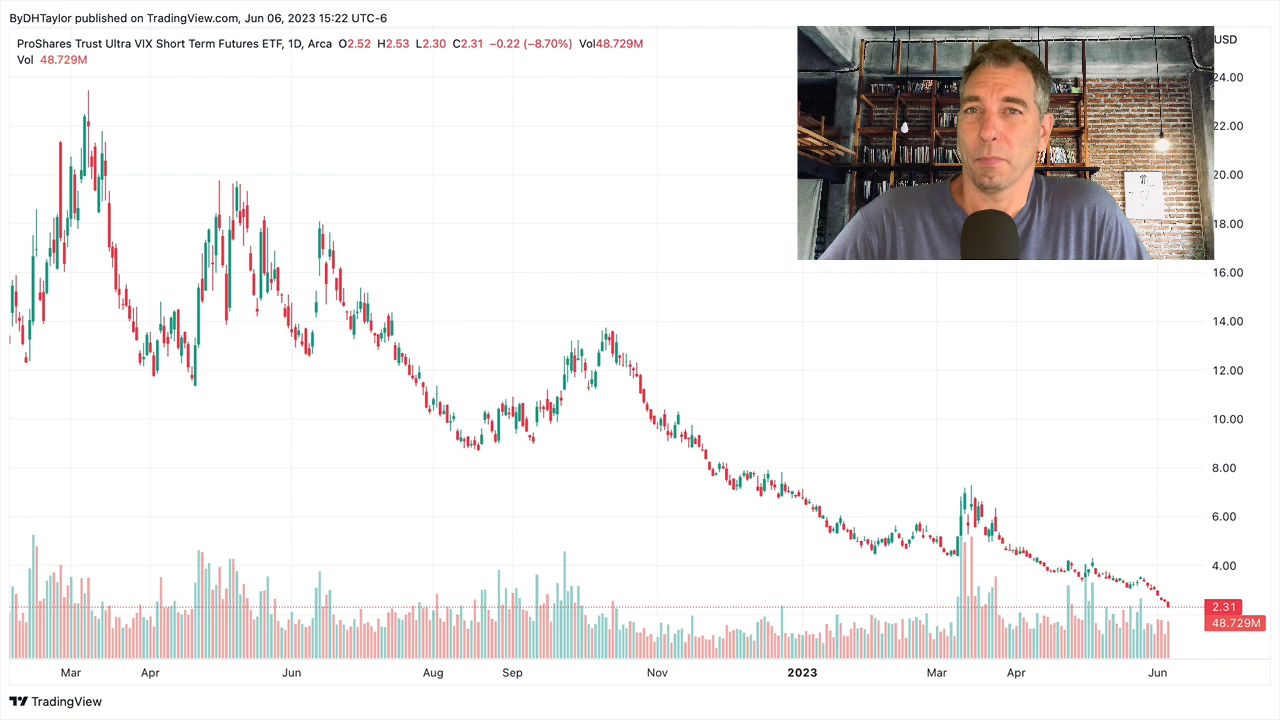 ByDHTaylor published on TradingView.com, Jun 06, 2023 15:22 UTC-6
ProShares Trust Ultra VIX Short Term Futures ETF, 1D, Arca O2.52 H2.53 L2.30 C2.31 −0.22 (−8.70%) Vol48.729M
Vol 48.729M
USD
24.00
22.00
20.00
18.00
16.00
14.00
12.00
10.00
8.00
6.00
4.00
2.31
48.729M
Mar Apr Jun Aug Sep Nov 2023 Mar Apr Jun
TradingView